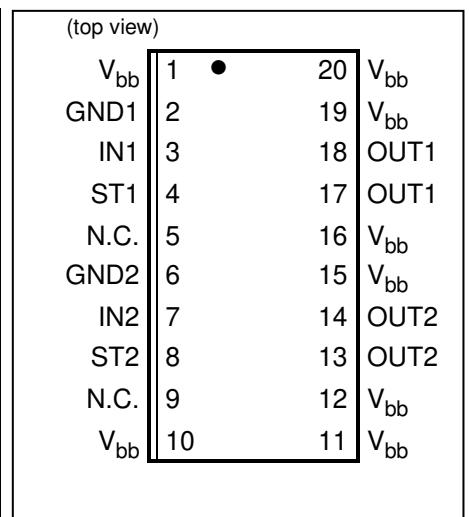 (top view)
Vbb 1 20 Vbb
GND1 2 19 Vbb
IN1 3 18 OUT1
ST1 4 17 OUT1
N.C. 5 16 Vbb
GND2 6 15 Vbb
IN2 7 14 OUT2
ST2 8 13 OUT2
N.C. 9 12 Vbb
Vbb 10 11 Vbb